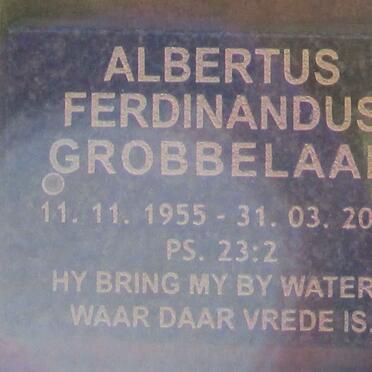 ALBERTUS
FERDINANDUS
GROBBELAA
11. 11. 1955 - 31. 03. 20
PS. 23:2
HY BRING MY BY WATER
WAAR DAAR VREDE IS.